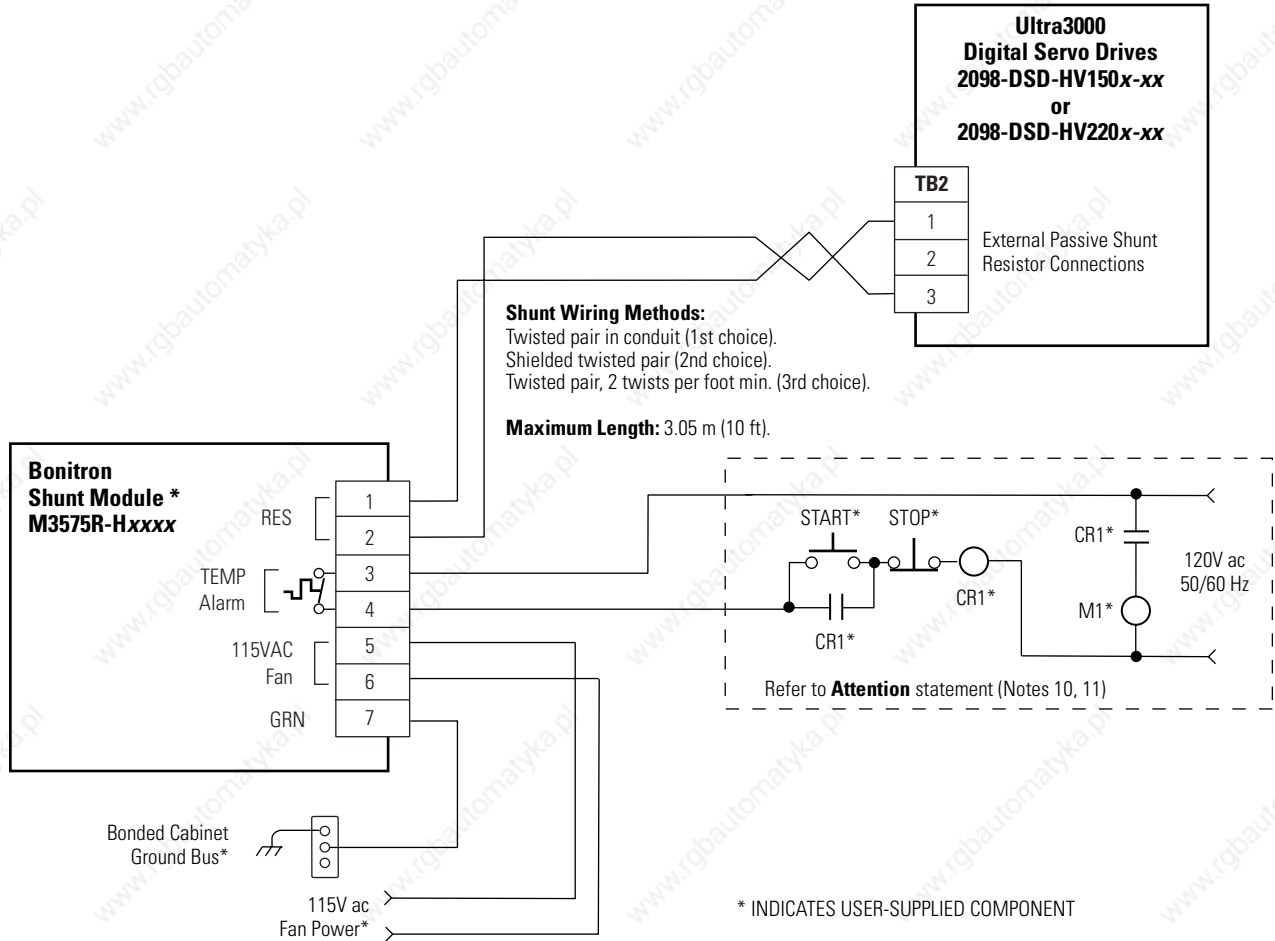 Ultra3000
Digital Servo Drives
2098-DSD-HV150x-xx
or
2098-DSD-HV220x-xx
TB2
1
2
3
External Passive Shunt
Resistor Connections
Shunt Wiring Methods:
Twisted pair in conduit (1st choice).
Shielded twisted pair (2nd choice).
Twisted pair, 2 twists per foot min. (3rd choice).
Maximum Length: 3.05 m (10 ft).
Bonitron
Shunt Module *
M3575R-Hxxxx
RES
TEMP
Alarm
115VAC
Fan
GRN
1
2
3
4
5
6
7
START*
STOP*
CR1*
CR1*
CR1*
M1*
120V ac
50/60 Hz
Refer to Attention statement (Notes 10, 11)
Bonded Cabinet
Ground Bus*
115V ac
Fan Power*
* INDICATES USER-SUPPLIED COMPONENT
www.rgbautomatyka.pl